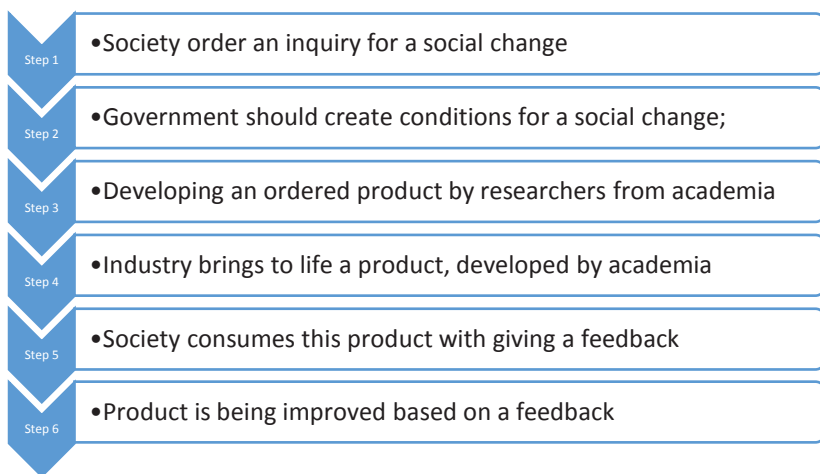 Step 1
•Society order an inquiry for a social change
Step 2
•Government should create conditions for a social change;
Step 3
•Developing an ordered product by researchers from academia
Step 4
•Industry brings to life a product, developed by academia
Step 5
•Society consumes this product with giving a feedback
Step 6
•Product is being improved based on a feedback